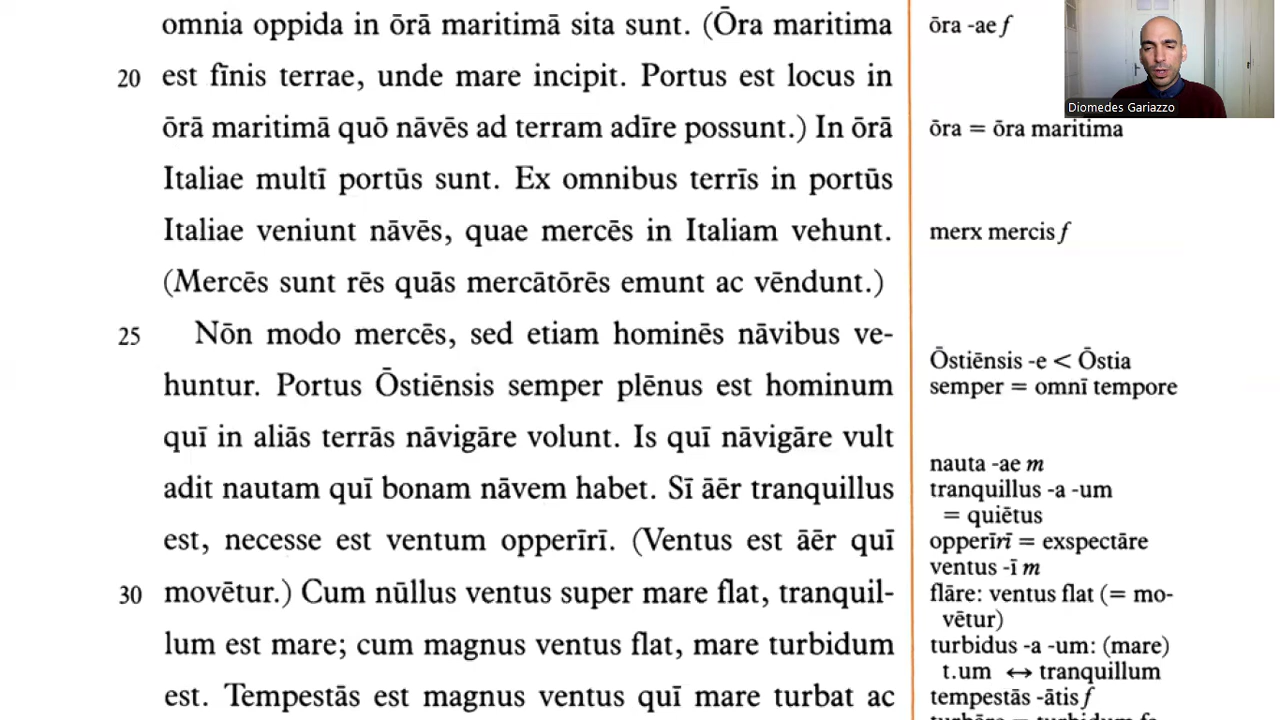 omnia oppida in ōrā maritimā sita sunt. (Ōra maritima
20 est fīnis terrae, unde mare incipit. Portus est locus in
ōrā maritimā quō nāvēs ad terram adīre possunt.) In ōrā
Italiae multī portūs sunt. Ex omnibus terrīs in portūs
Italiae veniunt nāvēs, quae mercēs in Italiam vehunt.
(Mercēs sunt rēs quās mercātōrēs emunt ac vēndunt.)
25 Nōn modo mercēs, sed etiam hominēs nāvibus ve-
huntur. Portus Ōstiēnsis semper plēnus est hominum
quī in aliās terrās nāvigāre volunt. Is quī nāvigāre vult
adit nautam quī bonam nāvem habet. Sī āēr tranquillus
est, necesse est ventum opperīrī. (Ventus est āēr quī
30 movētur.) Cum nūllus ventus super mare flat, tranquil-
lum est mare; cum magnus ventus flat, mare turbidum
est. Tempestās est magnus ventus quī mare turbat ac
ōra -ae f
ōra = ōra maritima
merx mercis f
Ōstiēnsis -e < Ōstia
semper = omnī tempore
nauta -ae m
tranquillus -a -um
= quiētus
opperīrī = exspectāre
ventus -ī m
flāre: ventus flat (= mo-
vētur)
turbidus -a -um: (mare)
t.um ↔ tranquillum
tempestās -ātis f
Diomedes Gariazzo